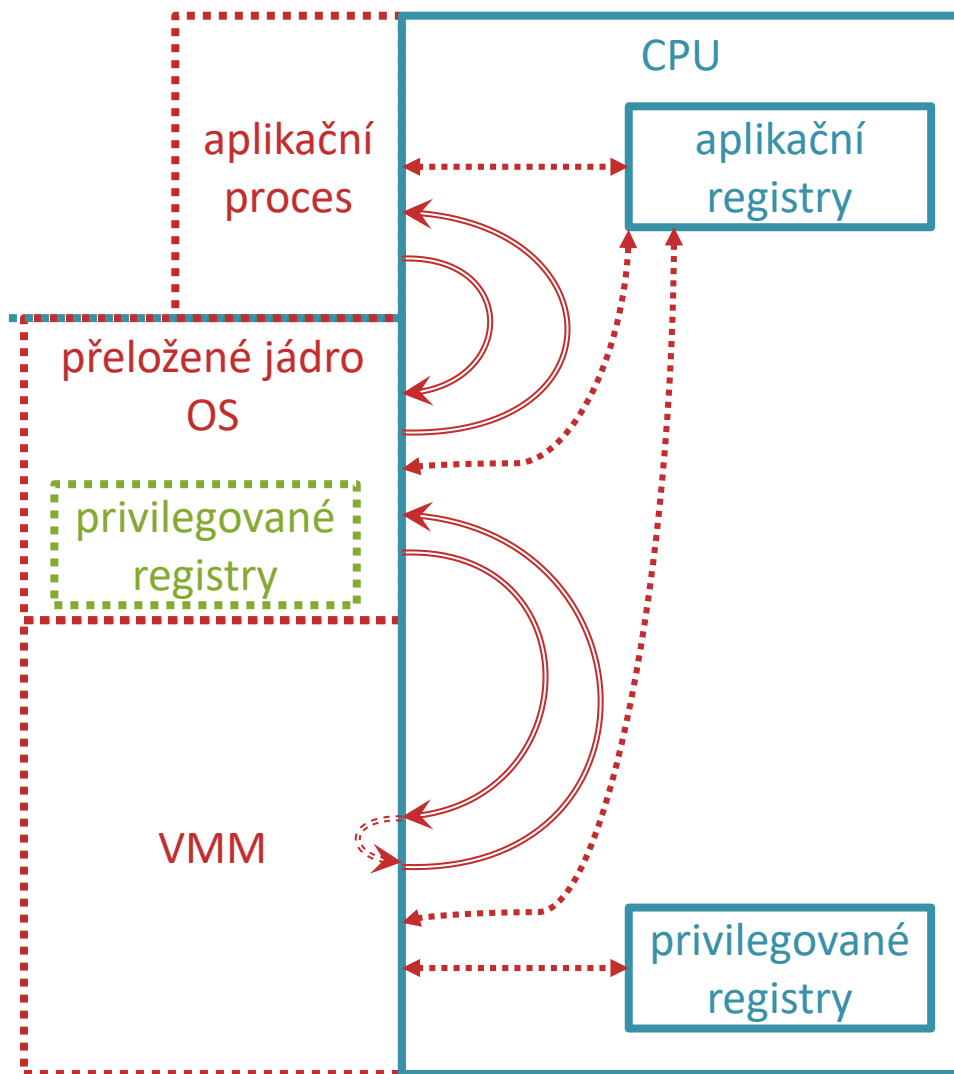 CPU
aplikační
proces
aplikační
registry
přeložené jádro
OS
privilegované
registry
VMM
privilegované
registry